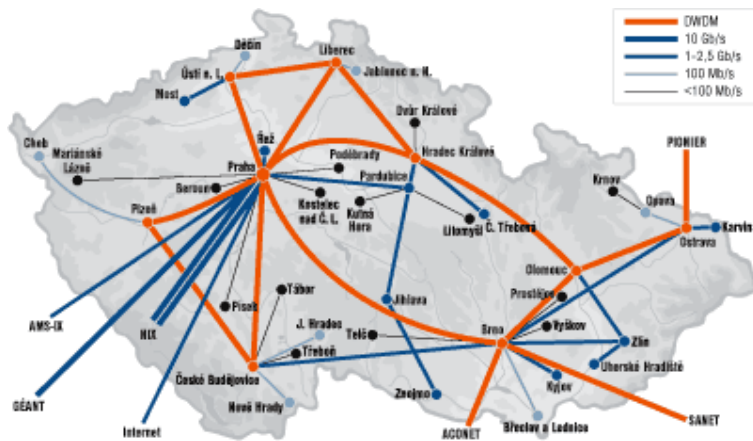 DWDM
10 Gb/s
1–2,5 Gb/s
100 Mb/s
<100 Mb/s
Děčín
Liberec
Ústí n. L.
Jablonec n. N.
Most
Dvůr Králové
Cheb
Mariánské
Lázně
Řež
Praha
Poděbrady
Hradec Králové
PIONIER
Beroun
Pardubice
Krnov
Opava
Kostelec
nad Č. L.
Kutná
Hora
Litomyšl
Č. Třebová
Plzeň
Karviná
Ostrava
Olomouc
Prostějov
Tábor
Jihlava
Písek
AMS-IX
NIX
J. Hradec
Telč
Brno
Vyškov
Zlín
Třeboň
České Budějovice
Uherské Hradiště
GÉANT
Nové Hrady
Znojmo
Kyjov
Internet
ACONET
Břeclav a Lednice
SANET